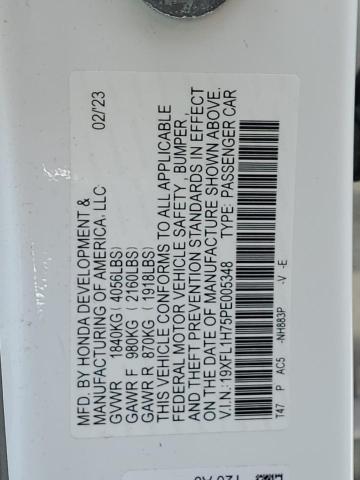 MFD. BY HONDA DEVELOPMENT &
MANUFACTURING OF AMERICA, LLC 02/'23
GVWR 1840KG (4056LBS)
GAWR F 980KG (2160LBS)
GAWR R 870KG (1918LBS)
THIS VEHICLE CONFORMS TO ALL APPLICABLE
FEDERAL MOTOR VEHICLE SAFETY BUMPER,
AND THEFT PREVENTION STANDARDS IN EFFECT
ON THE DATE OF MANUFACTURE SHOWN ABOVE.
V.I.N.:19XFL1H75PE005348 TYPE: PASSENGER CAR
T47 P AC5 -NH883P -V -E